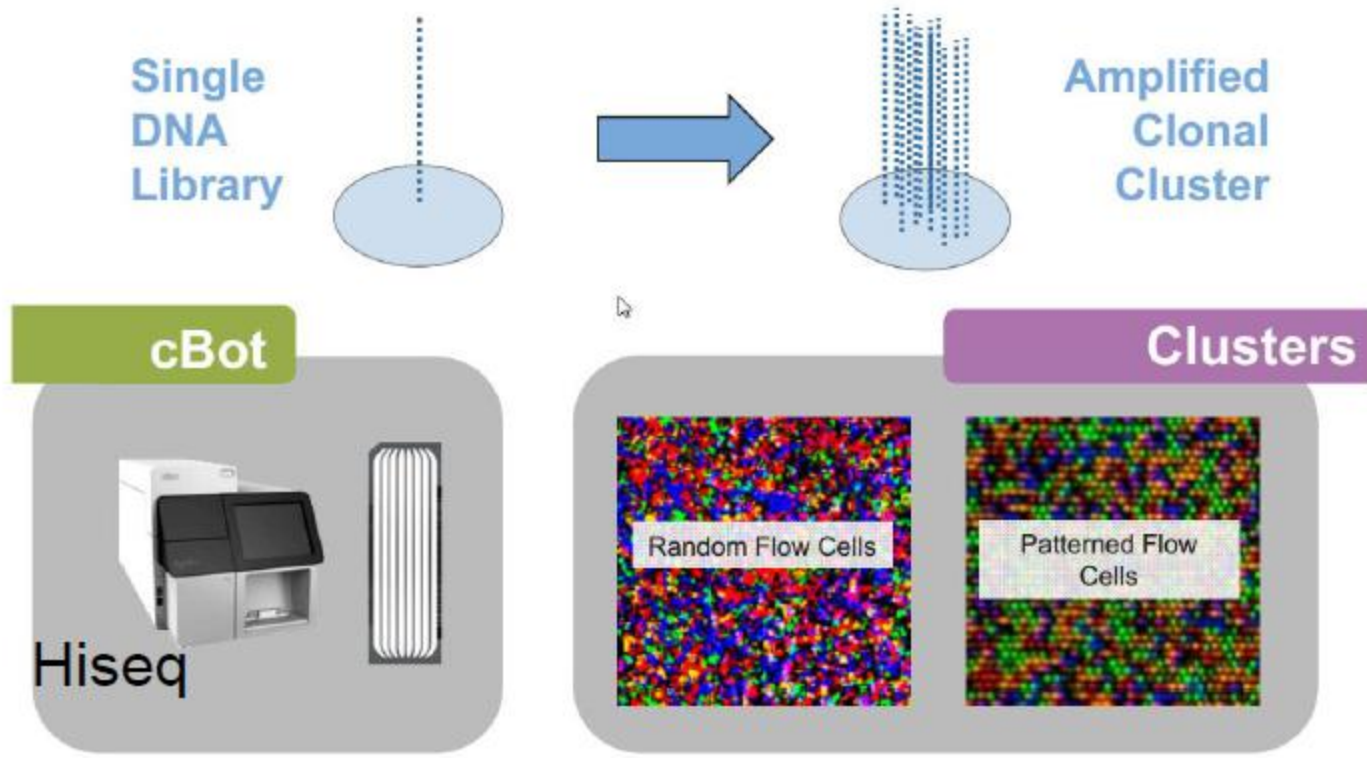 Single
DNA
Library
Amplified
Clonal
Cluster
cBot
Clusters
Random Flow Cells
Patterned Flow
Cells
Hiseq